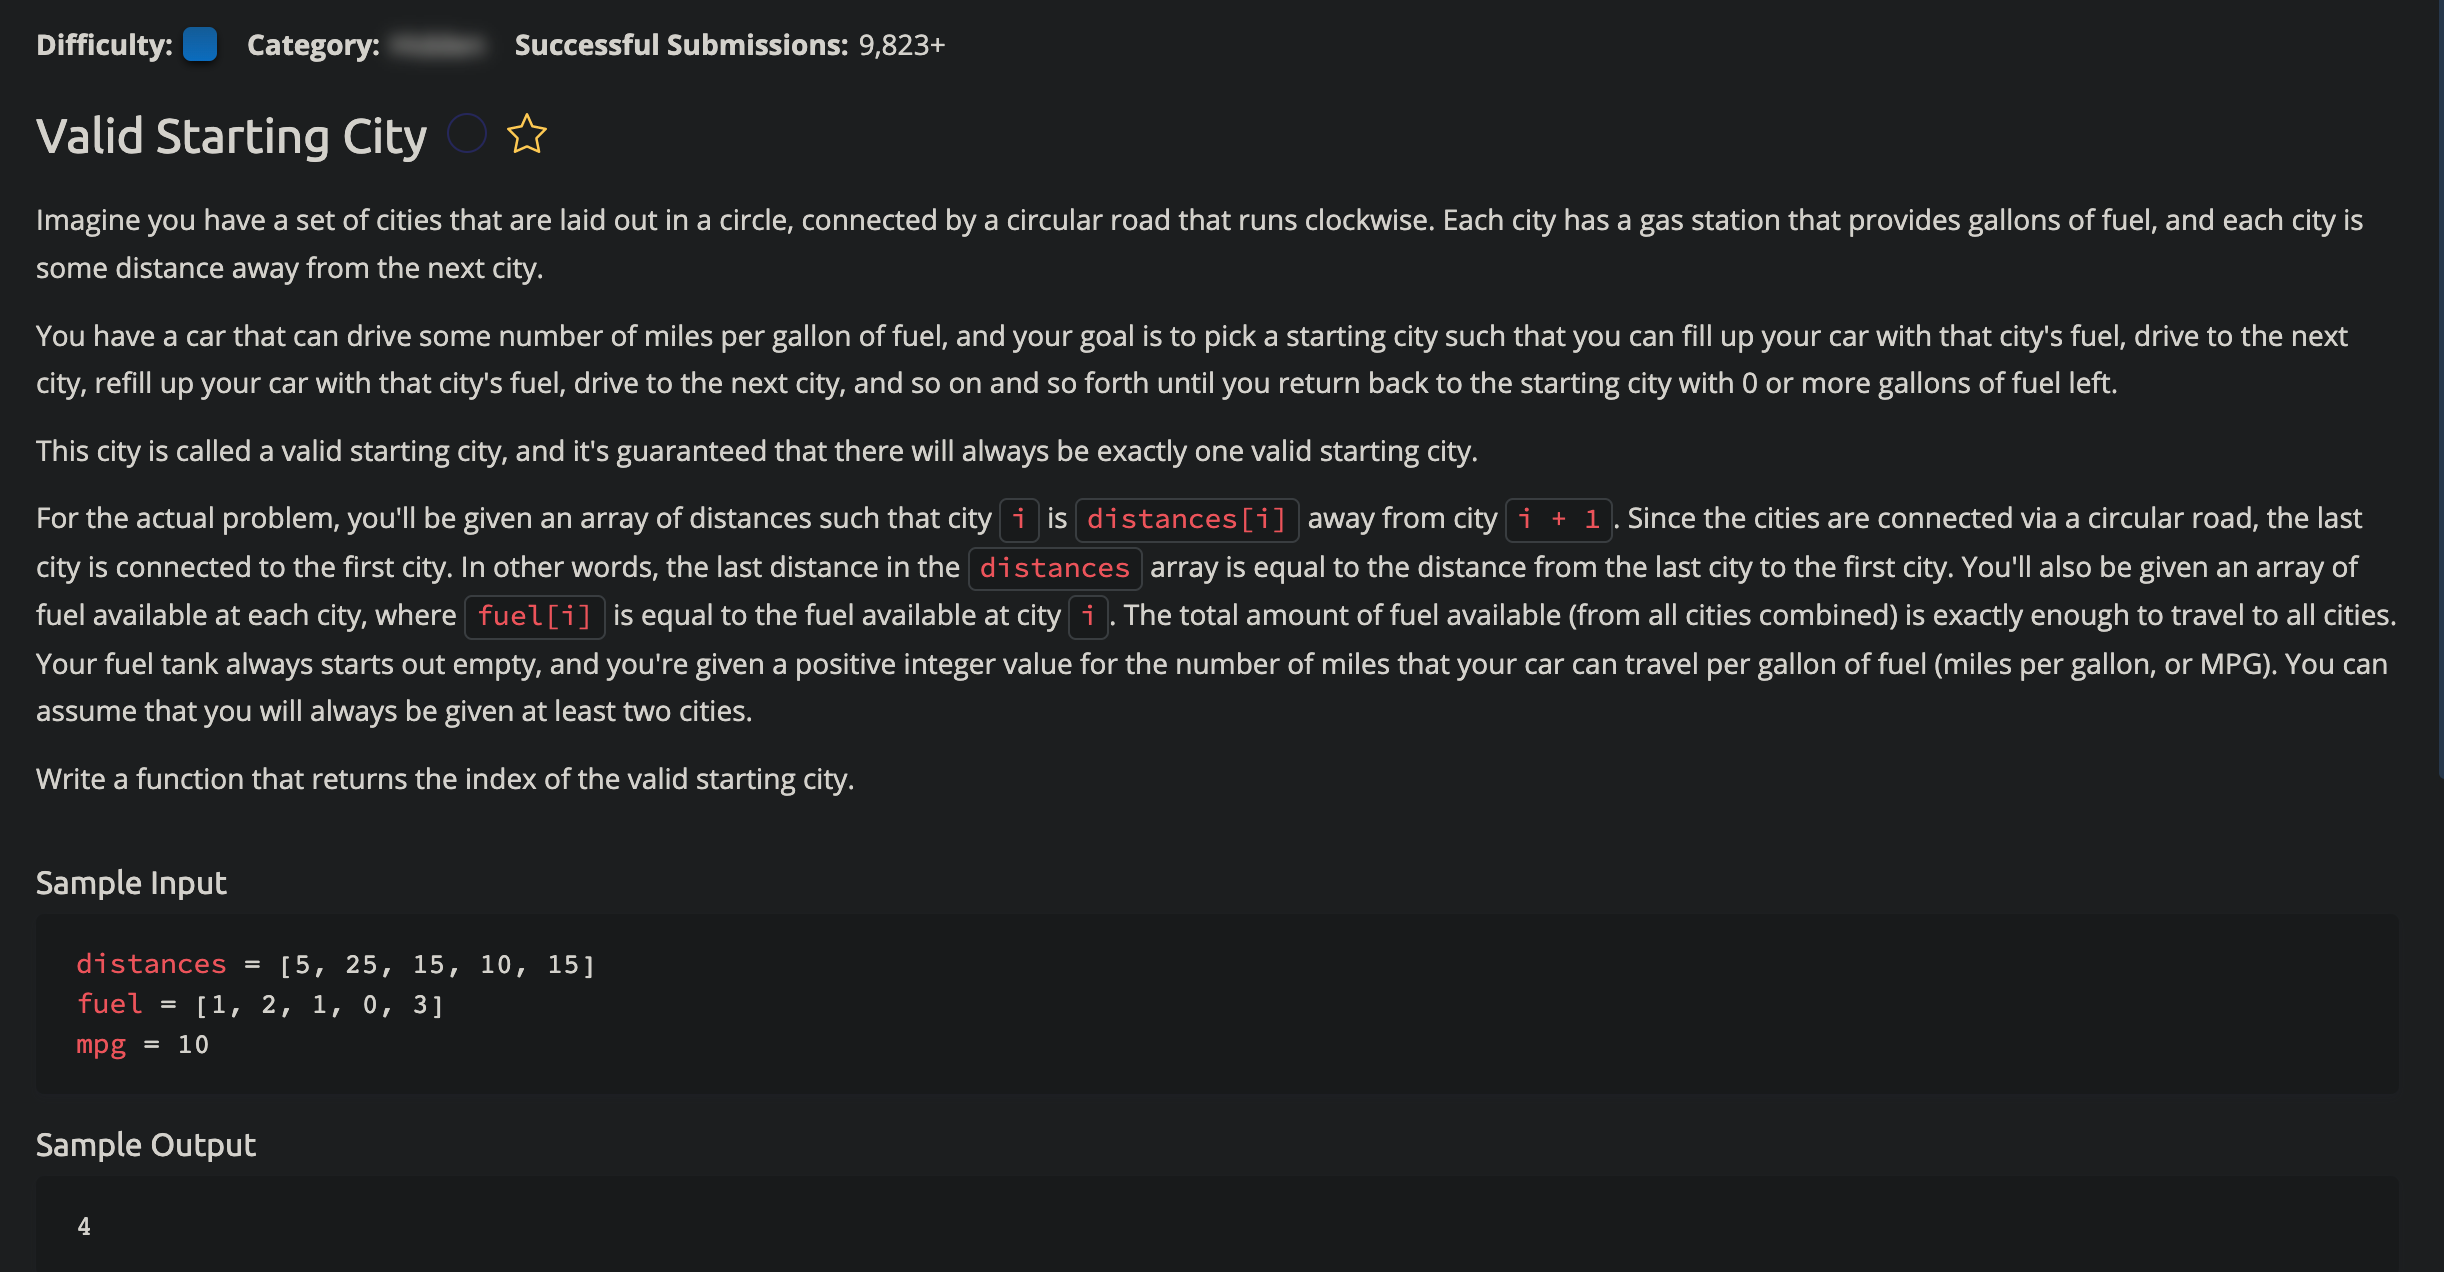 Difficulty: Category: Successful Submissions: 9,823+
Valid Starting City
Imagine you have a set of cities that are laid out in a circle, connected by a circular road that runs clockwise. Each city has a gas station that provides gallons of fuel, and each city is
some distance away from the next city.
You have a car that can drive some number of miles per gallon of fuel, and your goal is to pick a starting city such that you can fill up your car with that city's fuel, drive to the next
city, refill up your car with that city's fuel, drive to the next city, and so on and so forth until you return back to the starting city with 0 or more gallons of fuel left.
This city is called a valid starting city, and it's guaranteed that there will always be exactly one valid starting city.
For the actual problem, you'll be given an array of distances such that city i is distances[i] away from city i + 1. Since the cities are connected via a circular road, the last
city is connected to the first city. In other words, the last distance in the distances array is equal to the distance from the last city to the first city. You'll also be given an array of
fuel available at each city, where fuel[i] is equal to the fuel available at city i. The total amount of fuel available (from all cities combined) is exactly enough to travel to all cities.
Your fuel tank always starts out empty, and you're given a positive integer value for the number of miles that your car can travel per gallon of fuel (miles per gallon, or MPG). You can
assume that you will always be given at least two cities.
Write a function that returns the index of the valid starting city.
Sample Input
distances = [5, 25, 15, 10, 15]
fuel = [1, 2, 1, 0, 3]
mpg = 10
Sample Output
4